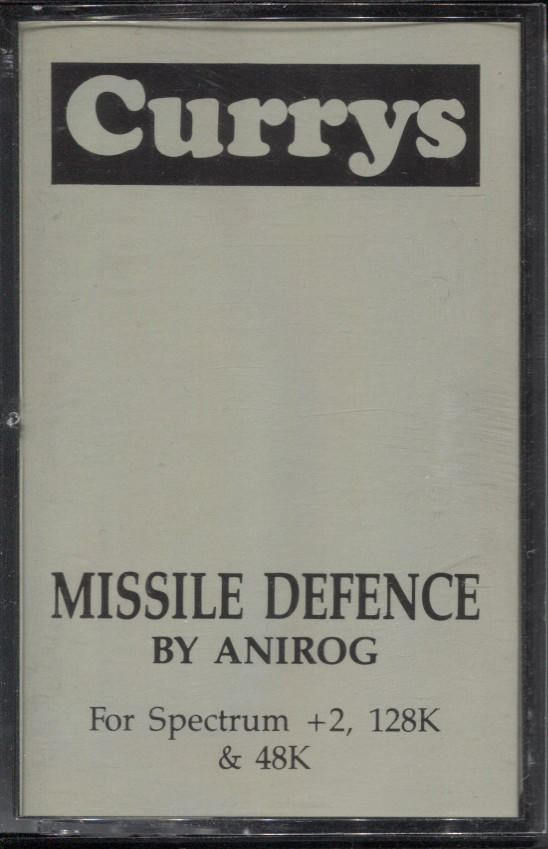 Currys
MISSILE DEFENCE
BY ANIROG
For Spectrum +2, 128K
& 48K